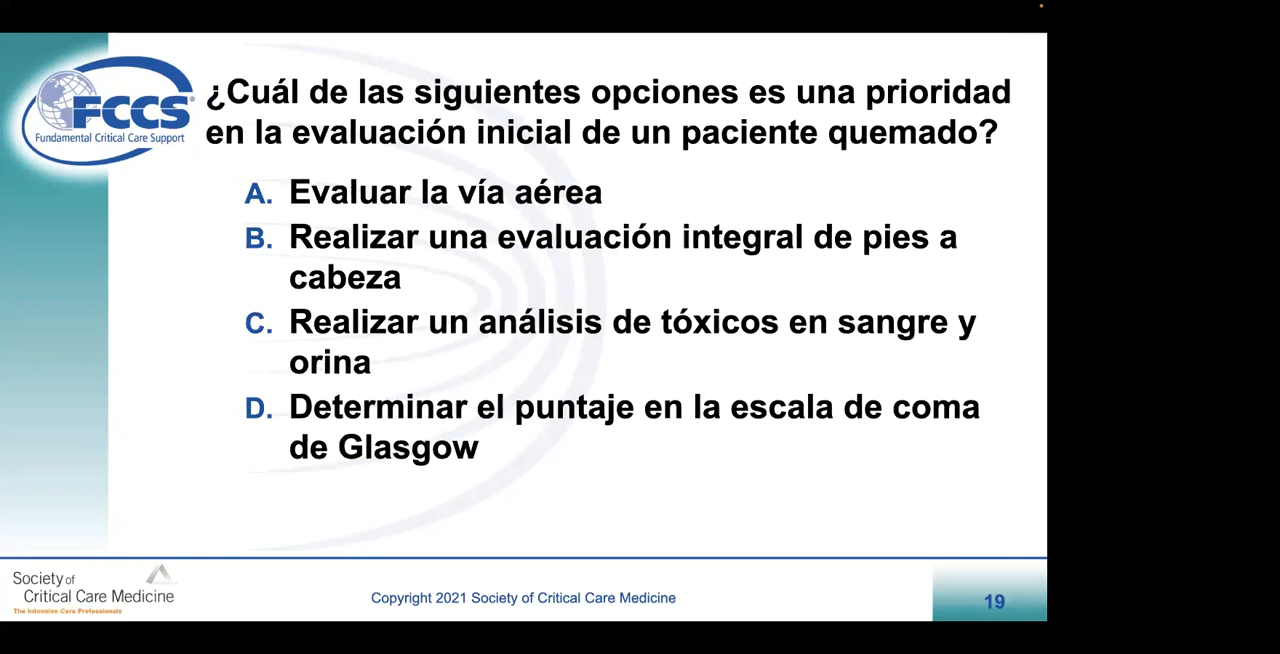 ¿Cuál de las siguientes opciones es una prioridad
en la evaluación inicial de un paciente quemado?
FCCS®
Fundamental Critical Care Support
A. Evaluar la vía aérea
B. Realizar una evaluación integral de pies a
cabeza
C. Realizar un análisis de tóxicos en sangre y
orina
D. Determinar el puntaje en la escala de coma
de Glasgow
Society of
Critical Care Medicine
The Intensive Care Professionals
Copyright 2021 Society of Critical Care Medicine
19